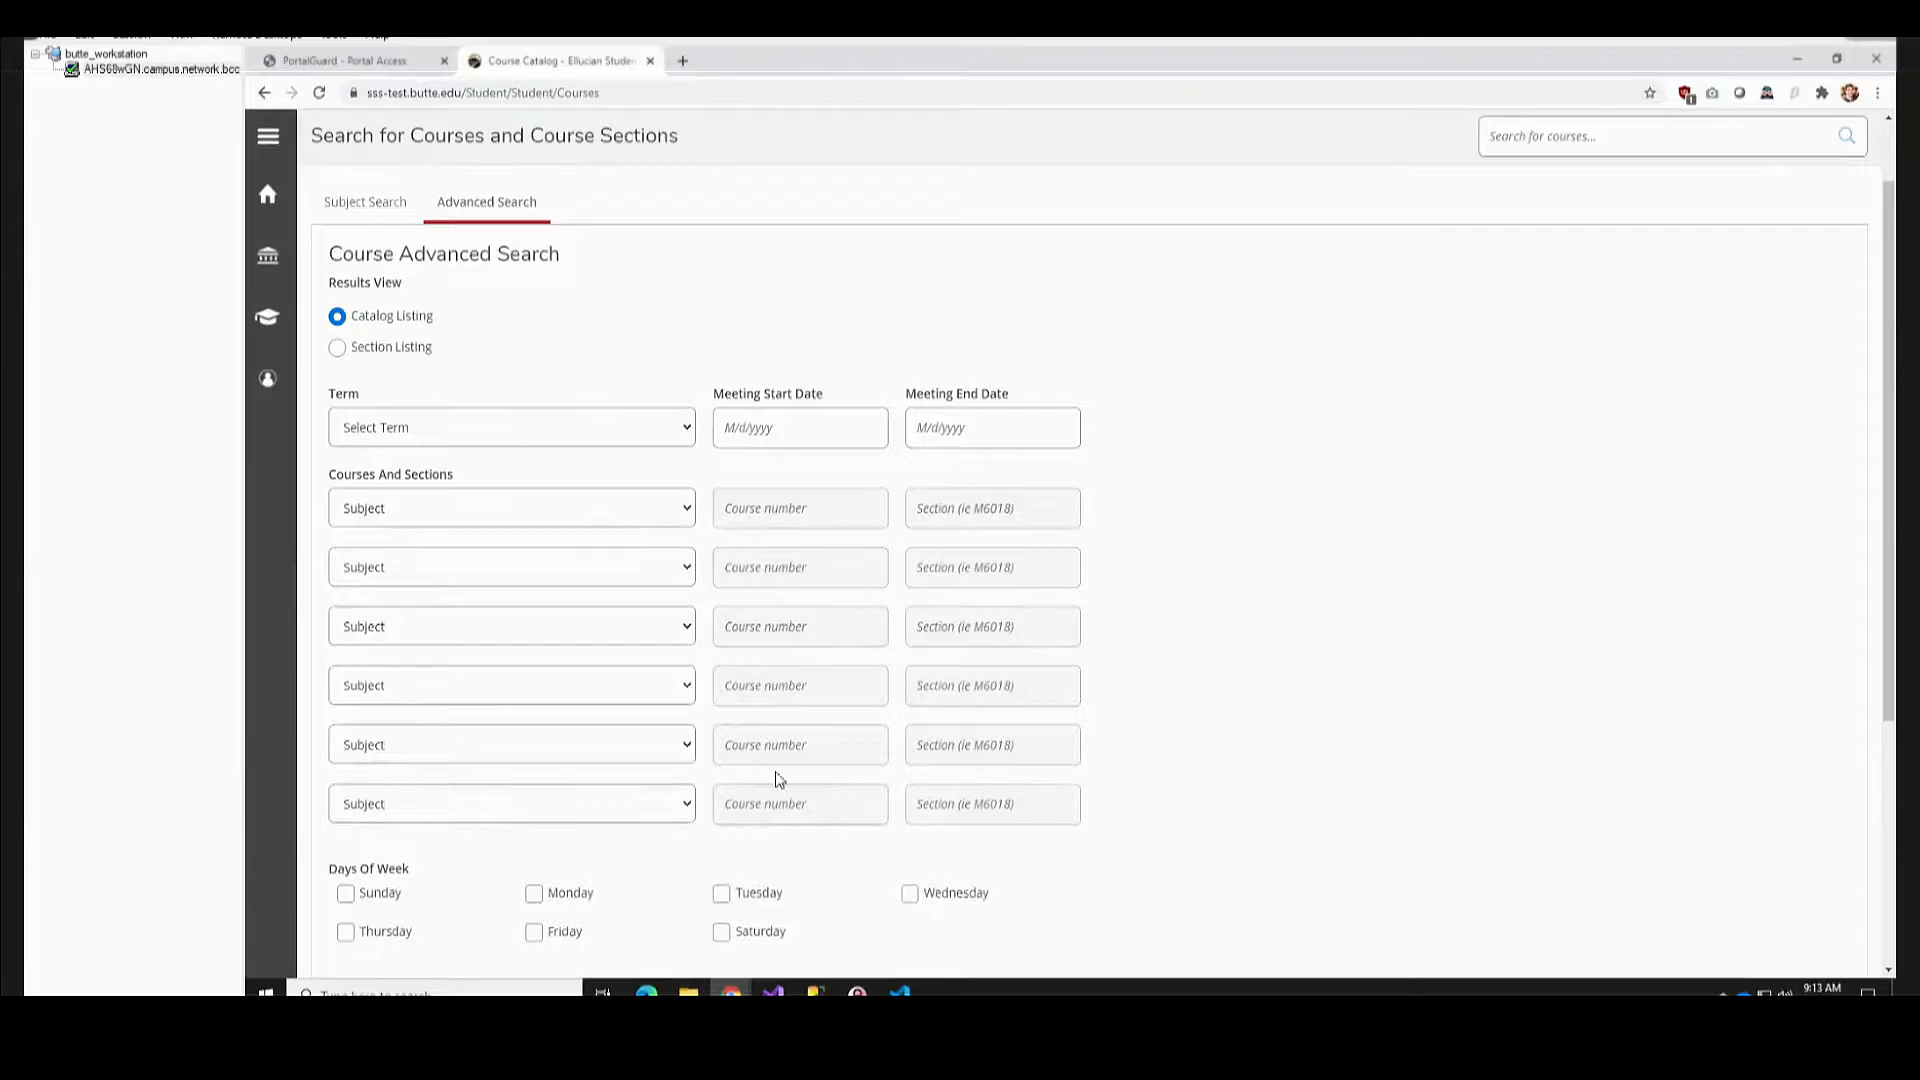 butte_workstation
AHS68wGN.campus.network.bcc
PortalGuard - Portal Access
Course Catalog - Ellucian Studen
sss-test.butte.edu/Student/Student/Courses
Search for Courses and Course Sections
Search for courses...
Subject Search
Advanced Search
Course Advanced Search
Results View
Catalog Listing
Section Listing
Term
Meeting Start Date
Meeting End Date
Select Term
M/d/yyyy
M/d/yyyy
Courses And Sections
Subject
Course number
Section (ie M6018)
Subject
Course number
Section (ie M6018)
Subject
Course number
Section (ie M6018)
Subject
Course number
Section (ie M6018)
Subject
Course number
Section (ie M6018)
Subject
Course number
Section (ie M6018)
Days Of Week
Sunday
Monday
Tuesday
Wednesday
Thursday
Friday
Saturday
Type here to search
9:13 AM